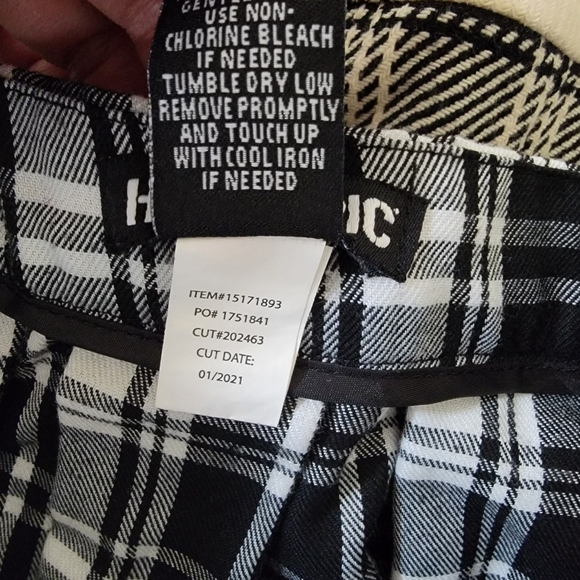 USE NON-
CHLORINE BLEACH
IF NEEDED
TUMBLE DRY LOW
REMOVE PROMPTLY
AND TOUCH UP
WITH COOL IRON
IF NEEDED
H
IC
ITEM#15171893
PO# 1751841
CUT#202463
CUT DATE:
01/2021